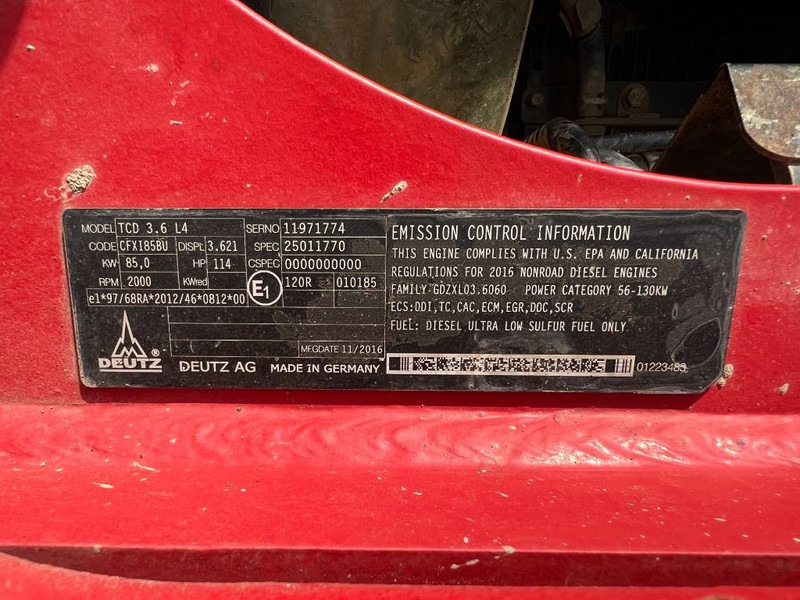 MODEL TCD 3.6 L4 SERNO 11971774
CODE CFX185BU DISPL 3.621 SPEC 25011770
KW 85,0 HP 114 CSPEC 0000000000
RPM 2000 KWred E1 120R 010185
e1*97/68RA*2012/46*0812*00
MFGDATE 11/2016
DEUTZ ® DEUTZ AG MADE IN GERMANY
EMISSION CONTROL INFORMATION
THIS ENGINE COMPLIES WITH U.S. EPA AND CALIFORNIA
REGULATIONS FOR 2016 NONROAD DIESEL ENGINES
FAMILY GDZXL03.6060 POWER CATEGORY 56-130KW
ECS:DDI,TC,CAC,ECM,EGR,DOC,SCR
FUEL: DIESEL ULTRA LOW SULFUR FUEL ONLY